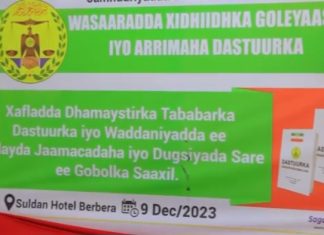 WASAARADDA XIDHIIDHKA GOLEYAASHA
IYO ARRIMAHA DASTUURKA
Xafladda Dhamaystirka Tababarka
Dastuurka iyo Waddaniyadda ee
Jaamacadaha iyo Dugsiyada Sare
ee Gobolka Saaxil.
Suldan Hotel Berbera 9 Dec/2023
DASTUURKA